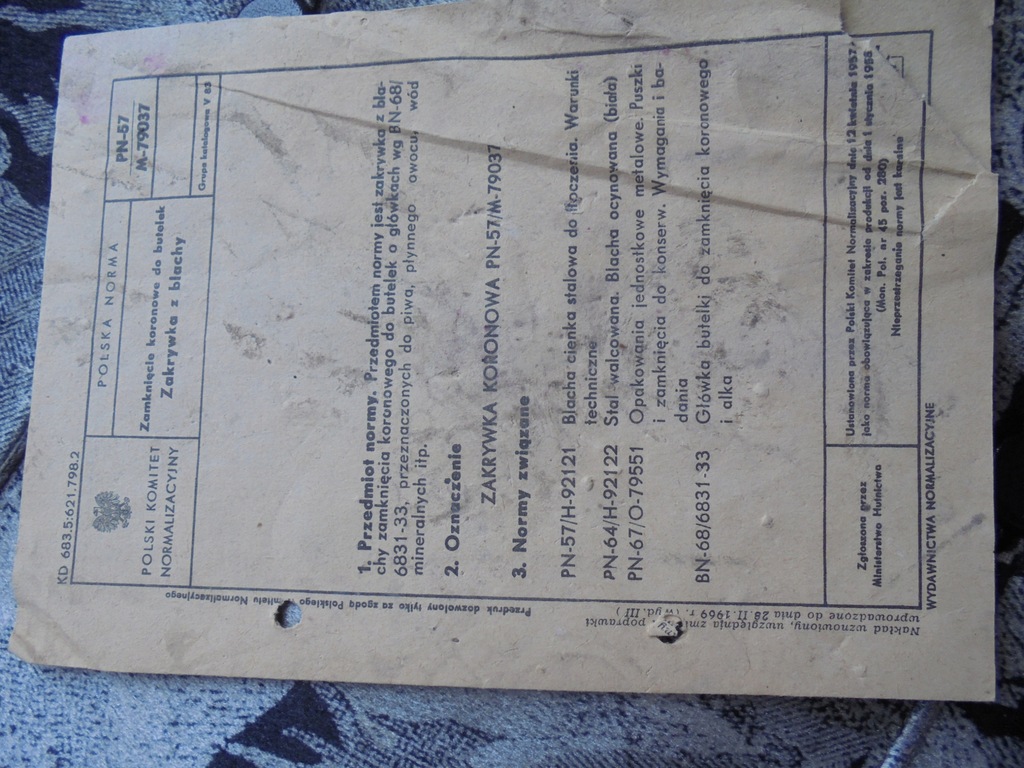 KD 683.5:621.798.2
POLSKI KOMITET
NORMALIZACYJNY
POLSKA NORMA
Zamknięcie koronowe do butelek
Zakrywka z blachy
PN-57
M-79037
Grupa katalogowa V 63
1. Przedmiot normy. Przedmiotem normy jest zakrywka z bla-
chy zamknięcia koronowego do butelek o główkach wg BN-68/
6831-33, przeznaczonych do piwa, płynnego owocu, wód
mineralnych itp.
2. Oznaczenie
ZAKRYWKA KORONOWA PN-57/M-79037
3. Normy związane
PN-57/H-92121 Blacha cienka stalowa do tłoczenia. Warunki
techniczne
PN-64/H-92122 Stal walcowana. Blacha ocynowana (biała)
PN-67/O-79551 Opakowania jednostkowe metalowe. Puszki
i zamknięcia do konserw. Wymagania i ba-
dania
BN-68/6831-33 Główka butelki do zamknięcia koronowego
i alka
Zgłoszona przez
Ministerstwo Hutnictwa
Ustanowiona przez Polski Komitet Normalizacyjny dnia 12 kwietnia 1957
jako norma obowiązująca w zakresie produkcji od dnia 1 stycznia 1958
(Mon. Pol. nr 45 poz. 280)
Nieprzestrzeganie normy jest karalne
WYDAWNICTWA NORMALIZACYJNE
Przedruk dozwolony tylko za zgodą Polskiego Komitetu Normalizacyjnego
Nakład wznowiony, uwzględnia poprawki
wprowadzone do dnia 28 II. 1969 r. (Wyd. III)